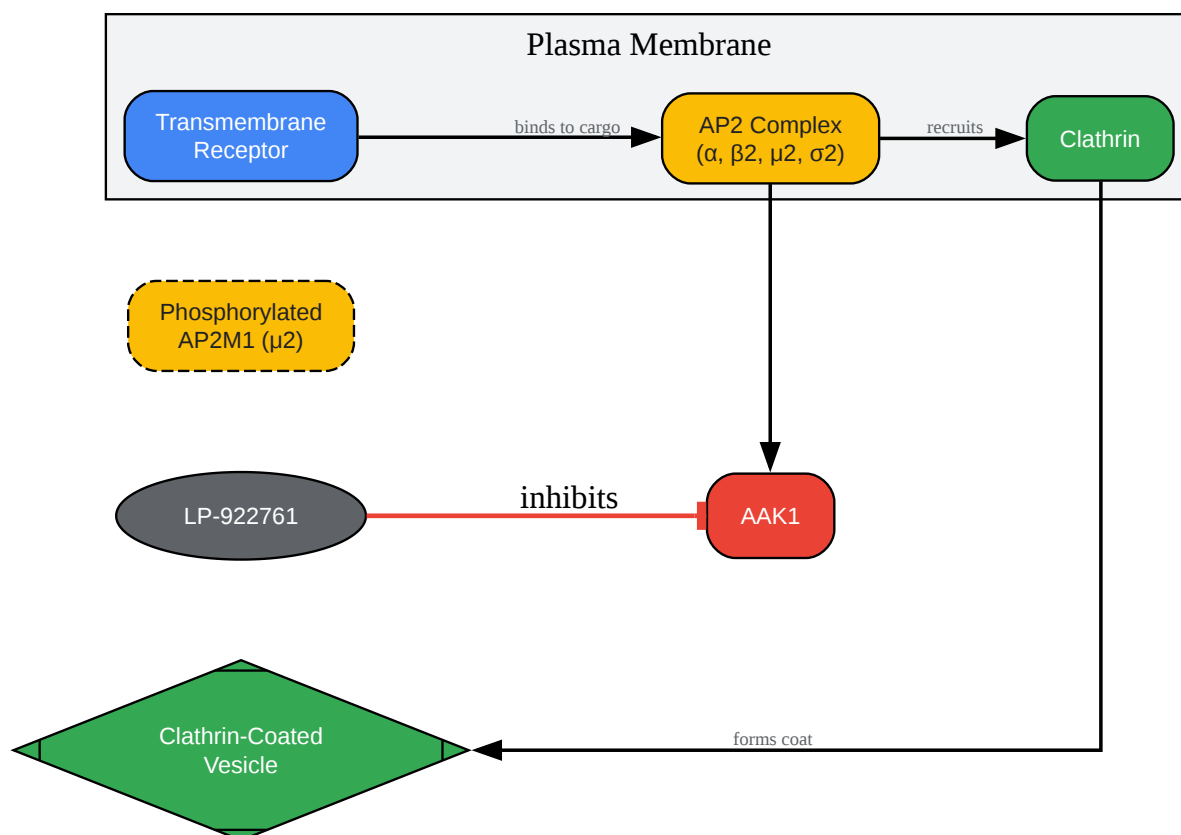 Plasma Membrane
Transmembrane
Receptor
binds to cargo
AP2 Complex
(α, β2, μ2, σ2)
recruits
Clathrin
Phosphorylated
AP2M1 (μ2)
LP-922761
inhibits
AAK1
Clathrin-Coated
Vesicle
forms coat